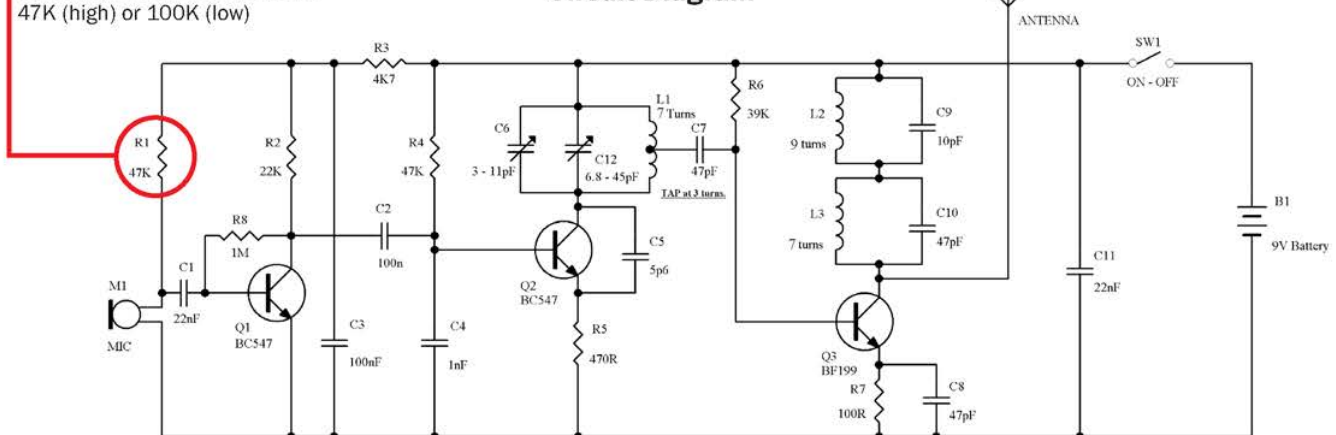 47K (high) or 100K (low)
ANTENNA
SW1
ON - OFF
R3
4K7
R1
47K
R2
22K
R4
47K
C6
3 - 11pF
C12
6.8 - 45pF
L1
7 Turns
C7
47pF
TAP at 3 turns.
R6
39K
L2
9 turns
C9
10pF
L3
7 turns
C10
47pF
B1
9V Battery
R8
1M
C2
100n
C1
22nF
M1
MIC
Q1
BC547
C3
100nF
C4
1nF
Q2
BC547
C5
5p6
R5
470R
Q3
BF199
R7
100R
C8
47pF
C11
22nF